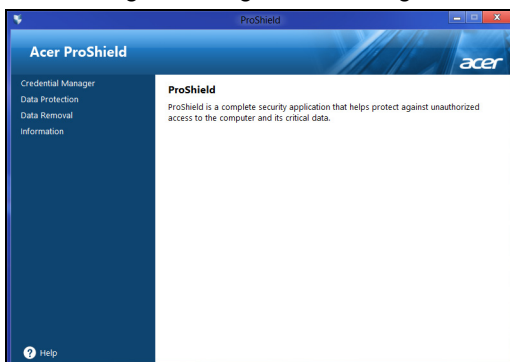 ProShield
Acer ProShield
acer
Credential Manager
Data Protection
Data Removal
Information
ProShield
ProShield is a complete security application that helps protect against unauthorized
access to the computer and its critical data.
? Help